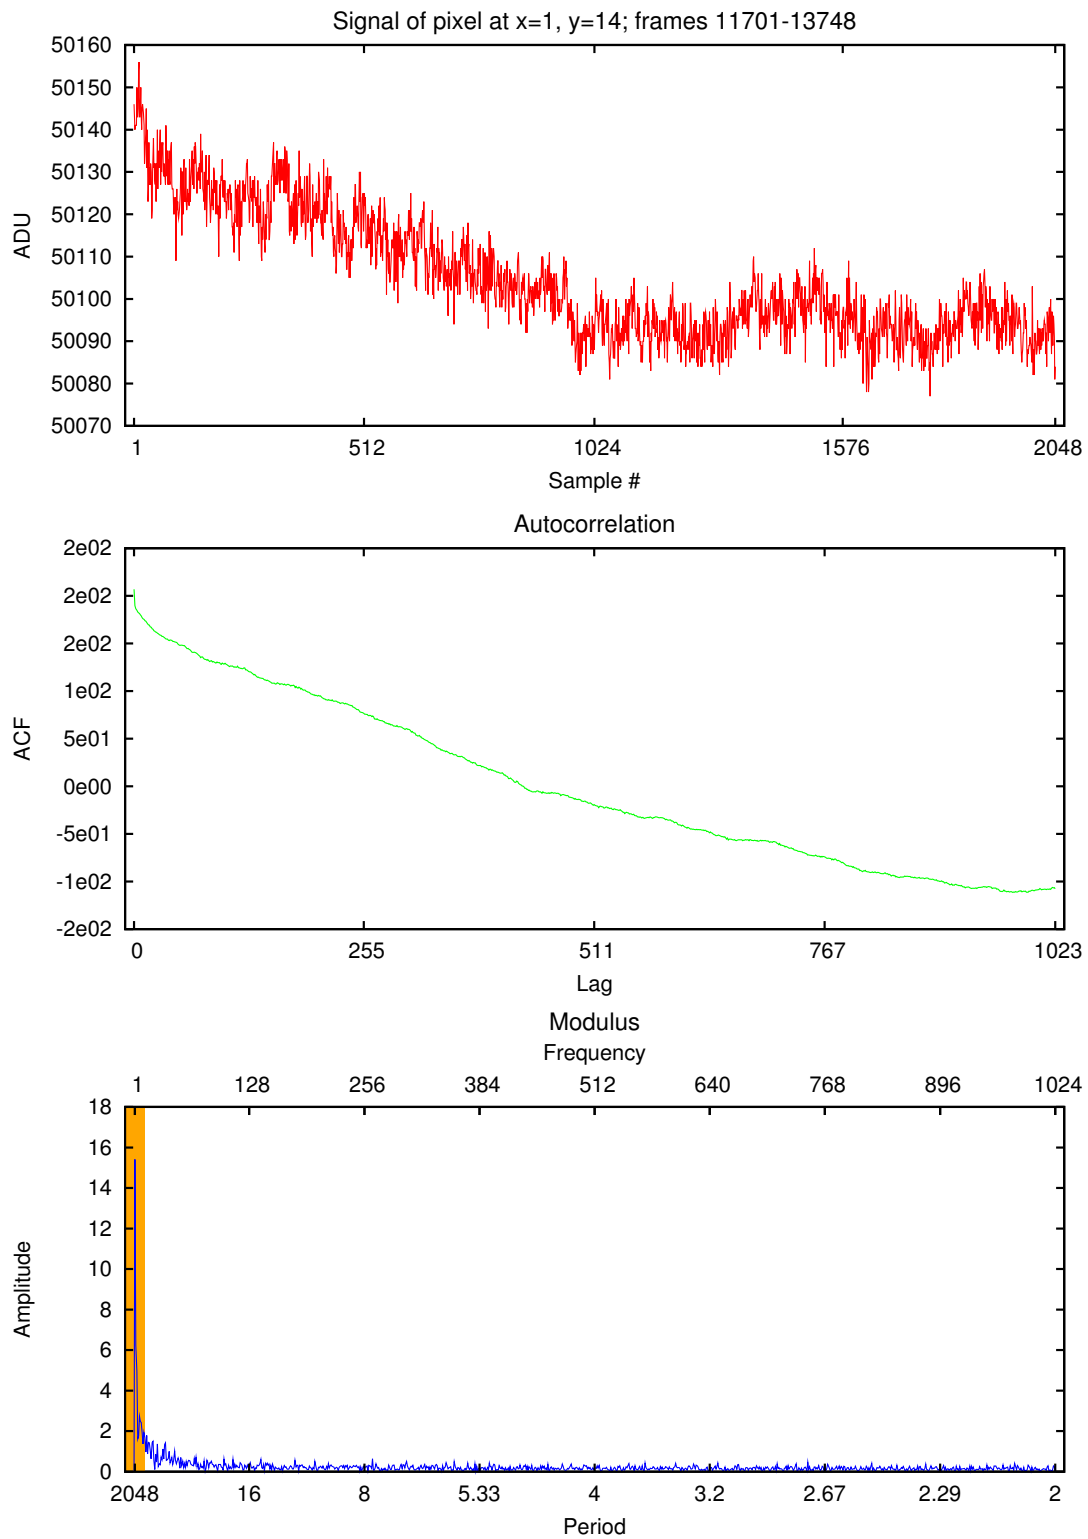 Signal of pixel at x=1, y=14; frames 11701-13748
50160
50150
50140
50130
50120
50110
50100
50090
50080
50070
ADU
1 512 1024 1576 2048
Sample #
Autocorrelation
2e02
2e02
2e02
1e02
5e01
0e00
-5e01
-1e02
-2e02
ACF
0 255 511 767 1023
Lag
Modulus
Frequency
1 128 256 384 512 640 768 896 1024
18
16
14
12
10
8
6
4
2
0
Amplitude
2048 16 8 5.33 4 3.2 2.67 2.29 2
Period